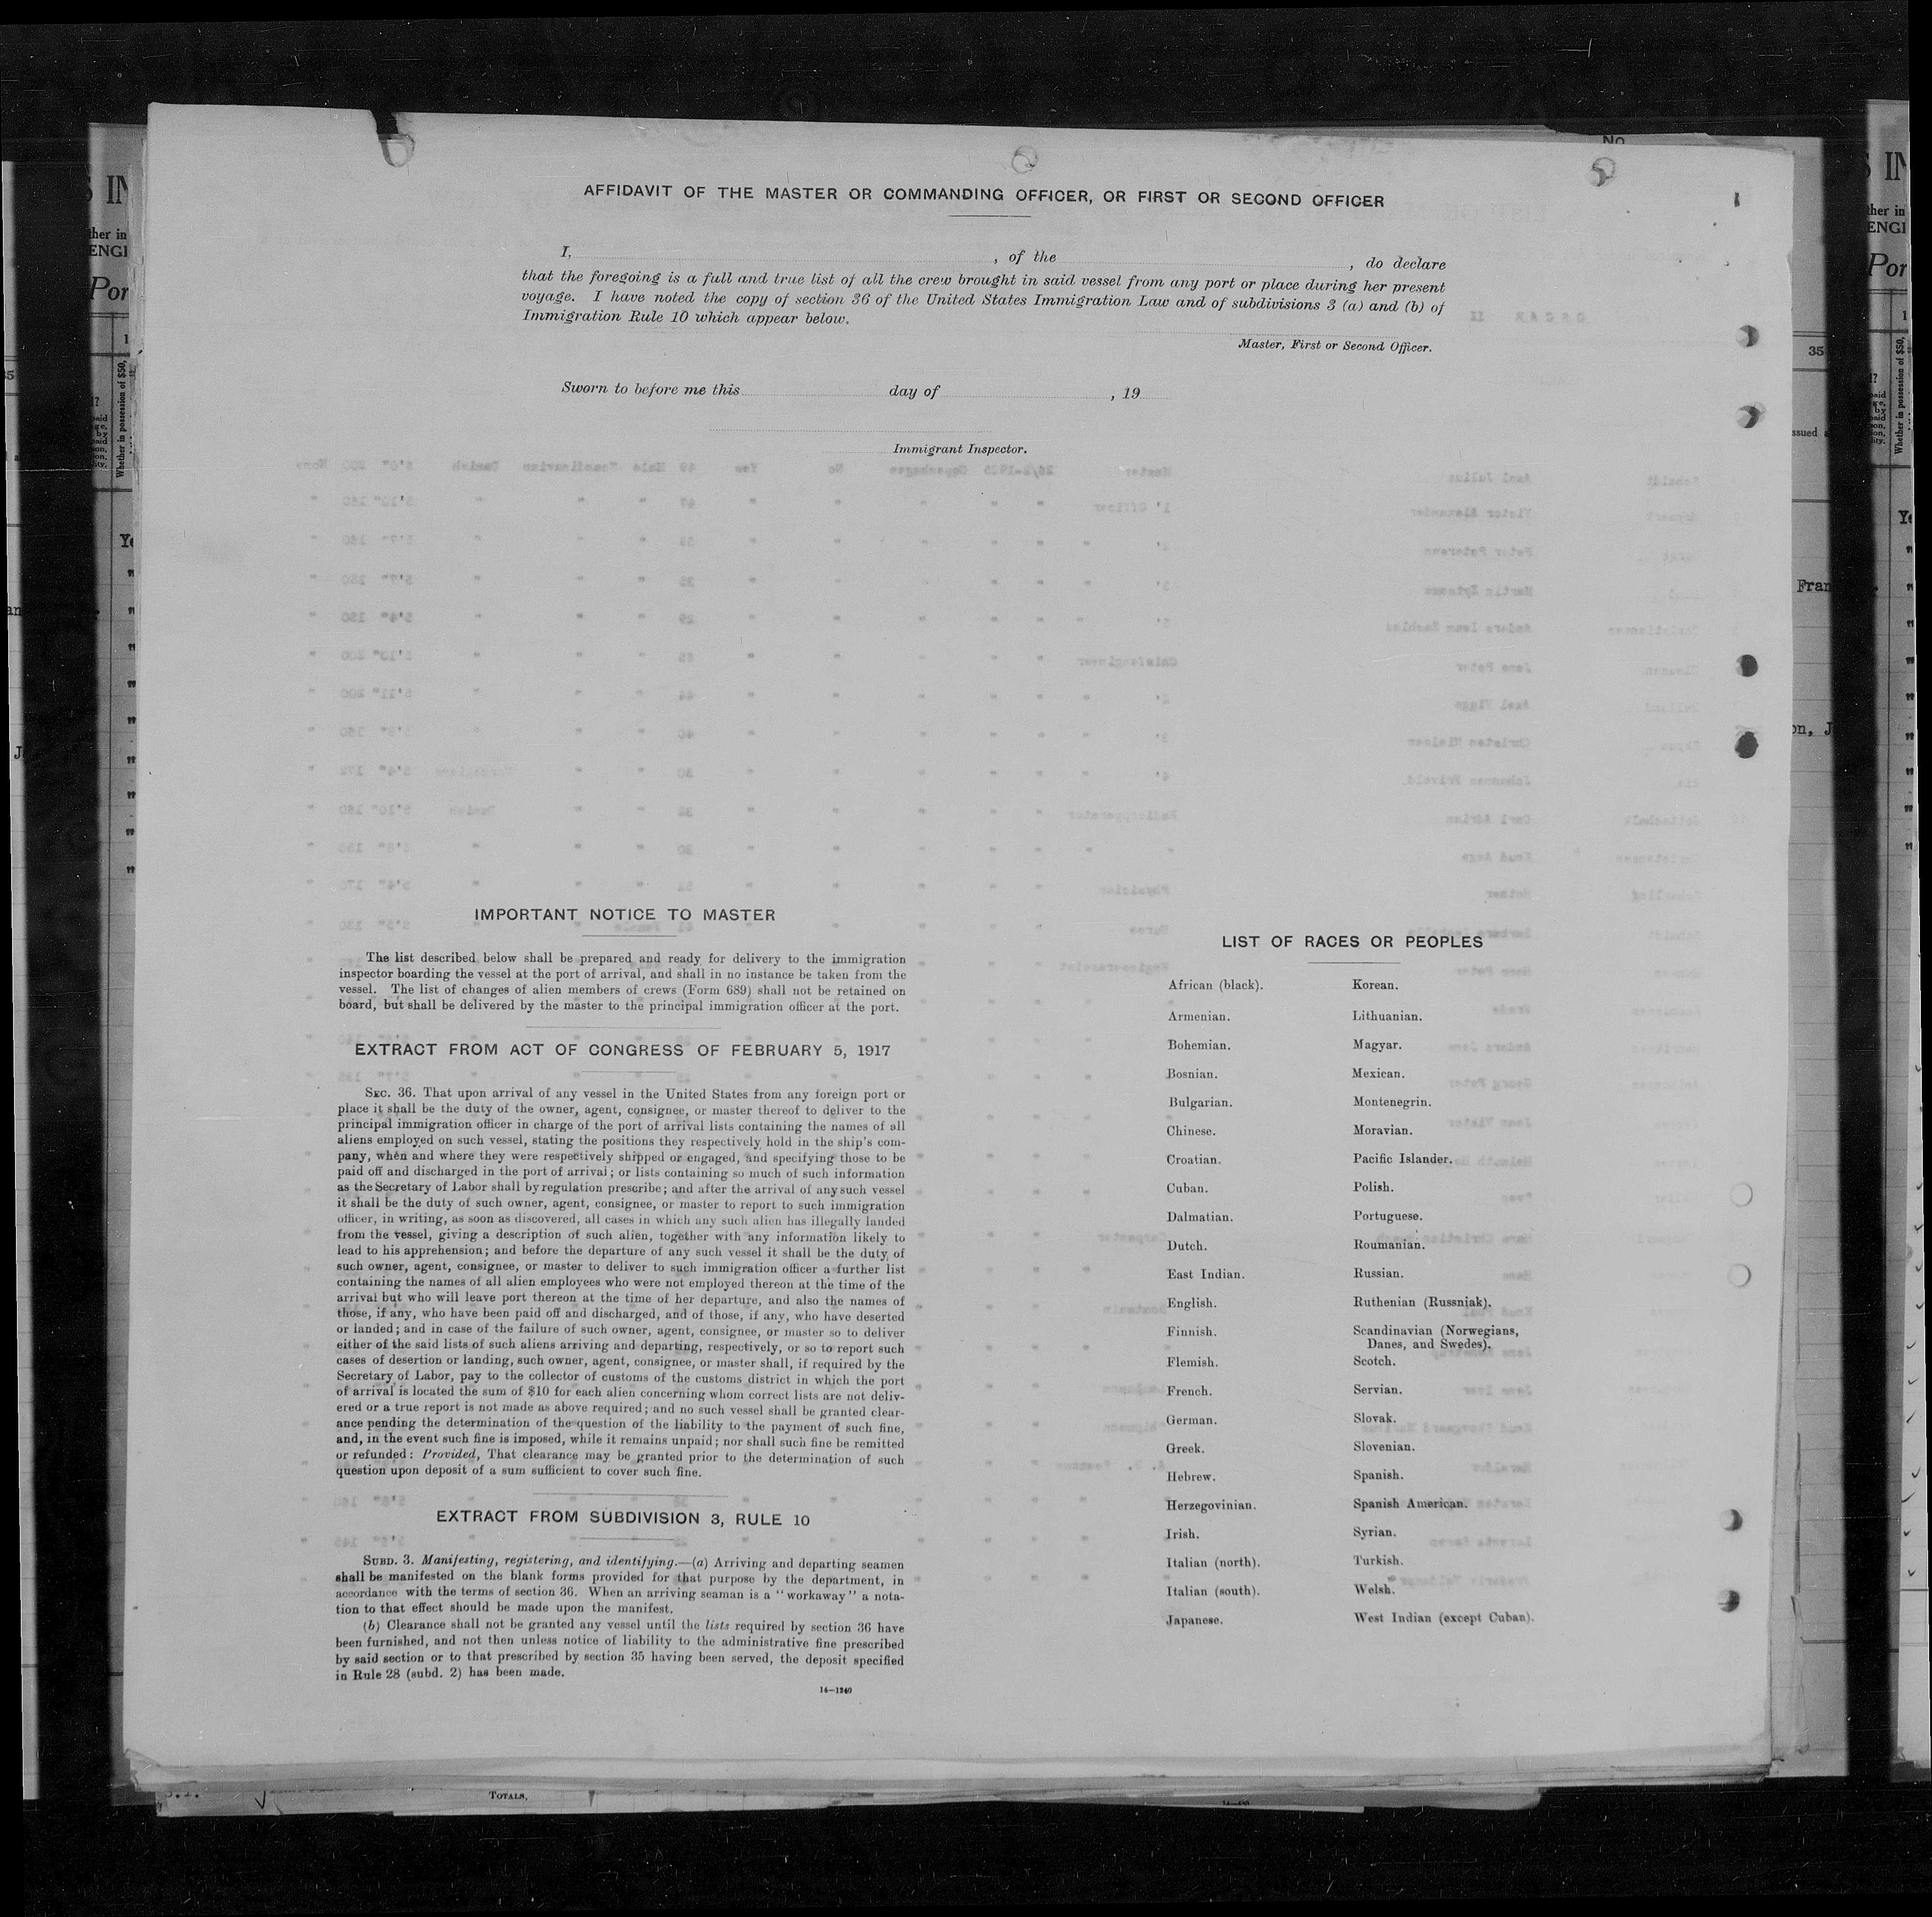 AFFIDAVIT OF THE MASTER OR COMMANDING OFFICER, OR FIRST OR SECOND OFFICER
I, , of the , do declare
that the foregoing is a full and true list of all the crew brought in said vessel from any port or place during her present
voyage. I have noted the copy of section 36 of the United States Immigration Law and of subdivisions 3 (a) and (b) of
Immigration Rule 10 which appear below.
Master, First or Second Officer.
Sworn to before me this day of , 19
Immigrant Inspector.
IMPORTANT NOTICE TO MASTER
The list described below shall be prepared and ready for delivery to the immigration
inspector boarding the vessel at the port of arrival, and shall in no instance be taken from the
vessel. The list of changes of alien members of crews (Form 689) shall not be retained on
board, but shall be delivered by the master to the principal immigration officer at the port.
EXTRACT FROM ACT OF CONGRESS OF FEBRUARY 5, 1917
SEC. 36. That upon arrival of any vessel in the United States from any foreign port or
place it shall be the duty of the owner, agent, consignee, or master thereof to deliver to the
principal immigration officer in charge of the port of arrival lists containing the names of all
aliens employed on such vessel, stating the positions they respectively hold in the ship's com-
pany, when and where they were respectively shipped or engaged, and specifying those to be
paid off and discharged in the port of arrival; or lists containing so much of such information
as the Secretary of Labor shall by regulation prescribe; and after the arrival of any such vessel
it shall be the duty of such owner, agent, consignee, or master to report to such immigration
officer, in writing, as soon as discovered, all cases in which any such alien has illegally landed
from the vessel, giving a description of such alien, together with any information likely to
lead to his apprehension; and before the departure of any such vessel it shall be the duty of
such owner, agent, consignee, or master to deliver to such immigration officer a further list
containing the names of all alien employees who were not employed thereon at the time of the
arrival but who will leave port thereon at the time of her departure, and also the names of
those, if any, who have been paid off and discharged, and of those, if any, who have deserted
or landed; and in case of the failure of such owner, agent, consignee, or master so to deliver
either of the said lists of such aliens arriving and departing, respectively, or so to report such
cases of desertion or landing, such owner, agent, consignee, or master shall, if required by the
Secretary of Labor, pay to the collector of customs of the customs district in which the port
of arrival is located the sum of $10 for each alien concerning whom correct lists are not deliv-
ered or a true report is not made as above required; and no such vessel shall be granted clear-
ance pending the determination of the question of the liability to the payment of such fine,
and, in the event such fine is imposed, while it remains unpaid; nor shall such fine be remitted
or refunded: Provided, That clearance may be granted prior to the determination of such
question upon deposit of a sum sufficient to cover such fine.
EXTRACT FROM SUBDIVISION 3, RULE 10
SUBD. 3. Manifesting, registering, and identifying.—(a) Arriving and departing seamen
shall be manifested on the blank forms provided for that purpose by the department, in
accordance with the terms of section 36. When an arriving seaman is a "workaway" a nota-
tion to that effect should be made upon the manifest.
(b) Clearance shall not be granted any vessel until the lists required by section 36 have
been furnished, and not then unless notice of liability to the administrative fine prescribed
by said section or to that prescribed by section 35 having been served, the deposit specified
in Rule 28 (subd. 2) has been made.
14—1240
LIST OF RACES OR PEOPLES
African (black).
Armenian.
Bohemian.
Bosnian.
Bulgarian.
Chinese.
Croatian.
Cuban.
Dalmatian.
Dutch.
East Indian.
English.
Finnish.
Flemish.
French.
German.
Greek.
Hebrew.
Herzegovinian.
Irish.
Italian (north).
Italian (south).
Japanese.
Korean.
Lithuanian.
Magyar.
Mexican.
Montenegrin.
Moravian.
Pacific Islander.
Polish.
Portuguese.
Roumanian.
Russian.
Ruthenian (Russniak).
Scandinavian (Norwegians,
Danes, and Swedes).
Scotch.
Servian.
Slovak.
Slovenian.
Spanish.
Spanish American.
Syrian.
Turkish.
Welsh.
West Indian (except Cuban).
TOTALS,